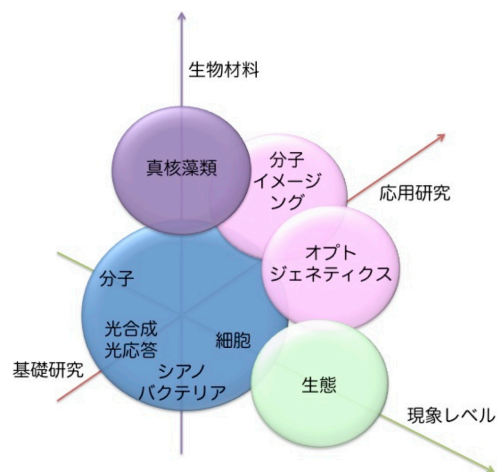 生物材料
真核藻類
分子
イメージ
ング
応用研究
オプト
ジェネティクス
分子
光合成
光応答
細胞
基礎研究
シアノ
バクテリア
生態
現象レベル